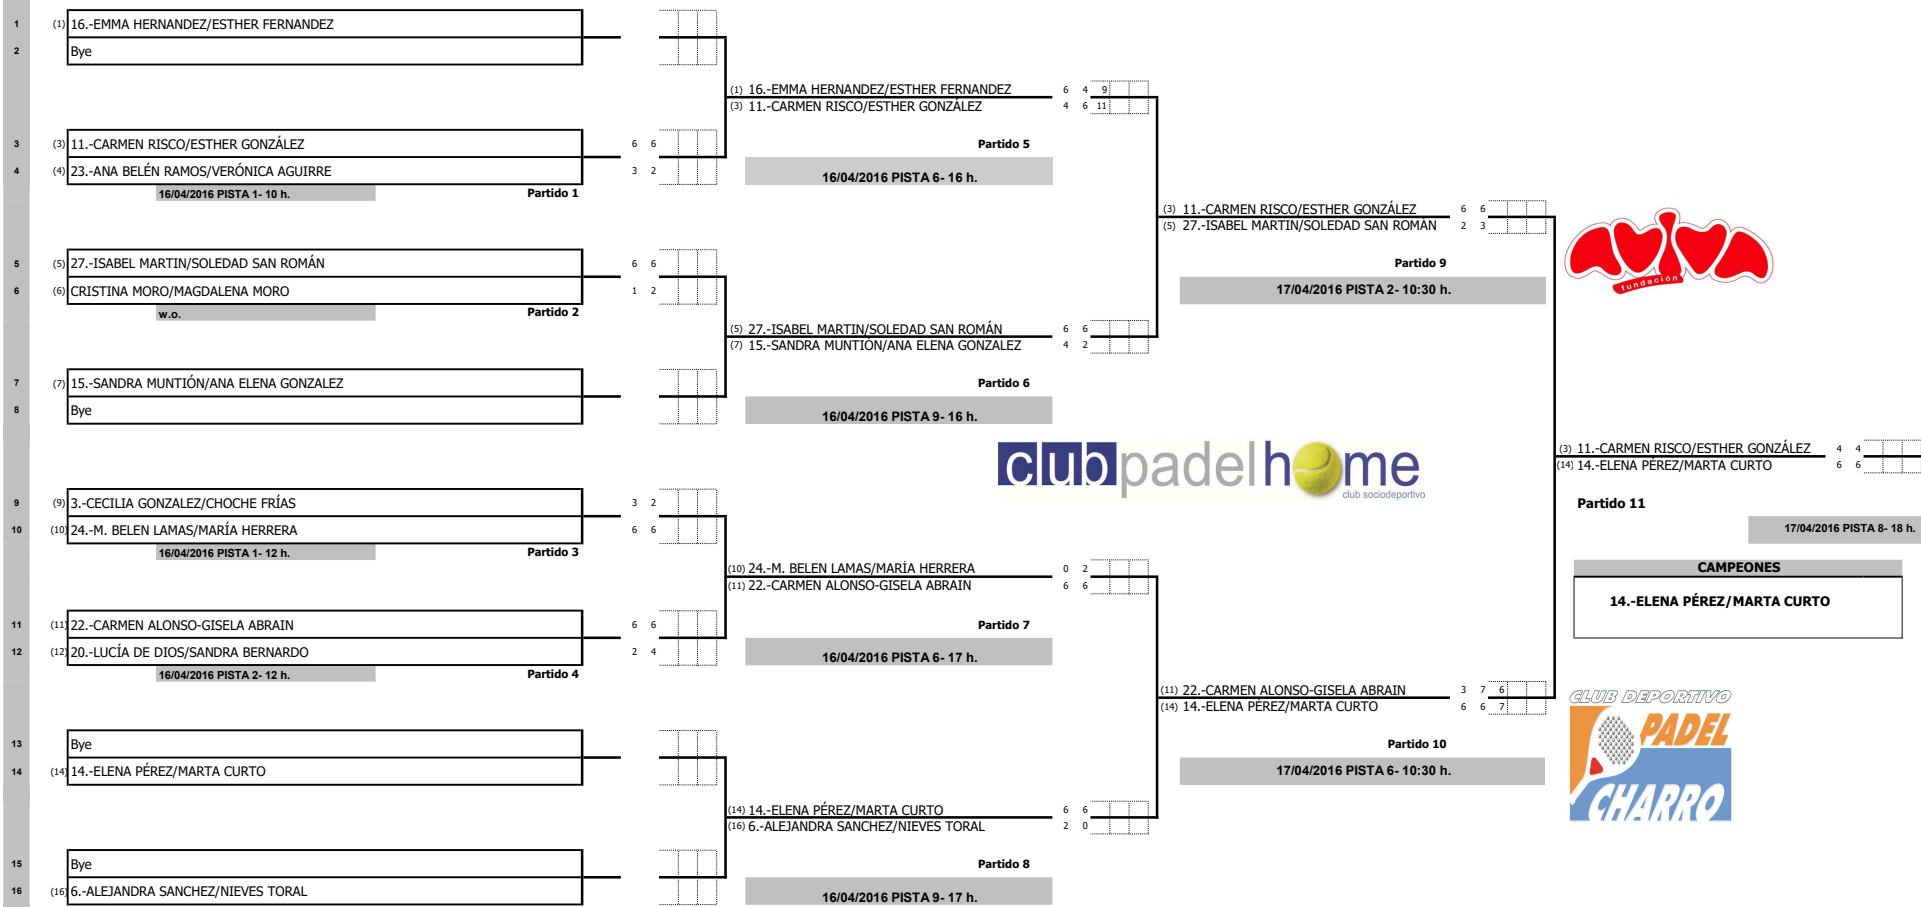 1 (1) 16.-EMMA HERNANDEZ/ESTHER FERNANDEZ
2 Bye
3 (3) 11.-CARMEN RISCO/ESTHER GONZÁLEZ 6 6
4 (4) 23.-ANA BELÉN RAMOS/VERÓNICA AGUIRRE 3 2
16/04/2016 PISTA 1- 10 h. Partido 1
5 (5) 27.-ISABEL MARTIN/SOLEDAD SAN ROMÁN 6 6
6 (6) CRISTINA MORO/MAGDALENA MORO 1 2
w.o. Partido 2
7 (7) 15.-SANDRA MUNTIÓN/ANA ELENA GONZALEZ
8 Bye
9 (9) 3.-CECILIA GONZALEZ/CHOCHE FRÍAS 3 2
10 (10) 24.-M. BELEN LAMAS/MARÍA HERRERA 6 6
16/04/2016 PISTA 1- 12 h. Partido 3
11 (11) 22.-CARMEN ALONSO-GISELA ABRAIN 6 6
12 (12) 20.-LUCÍA DE DIOS/SANDRA BERNARDO 2 4
16/04/2016 PISTA 2- 12 h. Partido 4
13 Bye
14 (14) 14.-ELENA PÉREZ/MARTA CURTO
15 Bye
16 (16) 6.-ALEJANDRA SANCHEZ/NIEVES TORAL
(1) 16.-EMMA HERNANDEZ/ESTHER FERNANDEZ 6 4 9
(3) 11.-CARMEN RISCO/ESTHER GONZÁLEZ 4 6 11
Partido 5
16/04/2016 PISTA 6- 16 h.
(5) 27.-ISABEL MARTIN/SOLEDAD SAN ROMÁN 6 6
(7) 15.-SANDRA MUNTIÓN/ANA ELENA GONZALEZ 4 2
Partido 6
16/04/2016 PISTA 9- 16 h.
(10) 24.-M. BELEN LAMAS/MARÍA HERRERA 0 2
(11) 22.-CARMEN ALONSO-GISELA ABRAIN 6 6
Partido 7
16/04/2016 PISTA 6- 17 h.
(14) 14.-ELENA PÉREZ/MARTA CURTO 6 6
(16) 6.-ALEJANDRA SANCHEZ/NIEVES TORAL 2 0
Partido 8
16/04/2016 PISTA 9- 17 h.
(3) 11.-CARMEN RISCO/ESTHER GONZÁLEZ 6 6
(5) 27.-ISABEL MARTIN/SOLEDAD SAN ROMÁN 2 3
Partido 9
17/04/2016 PISTA 2- 10:30 h.
clubpadelhome
club sociodeportivo
(11) 22.-CARMEN ALONSO-GISELA ABRAIN 3 7 6
(14) 14.-ELENA PÉREZ/MARTA CURTO 6 6 7
Partido 10
17/04/2016 PISTA 6- 10:30 h.
AVIVA
fundación
(3) 11.-CARMEN RISCO/ESTHER GONZÁLEZ 4 4
(14) 14.-ELENA PÉREZ/MARTA CURTO 6 6
Partido 11
17/04/2016 PISTA 8- 18 h.
CAMPEONES
14.-ELENA PÉREZ/MARTA CURTO
CLUB DEPORTIVO
PADEL
CHARRO